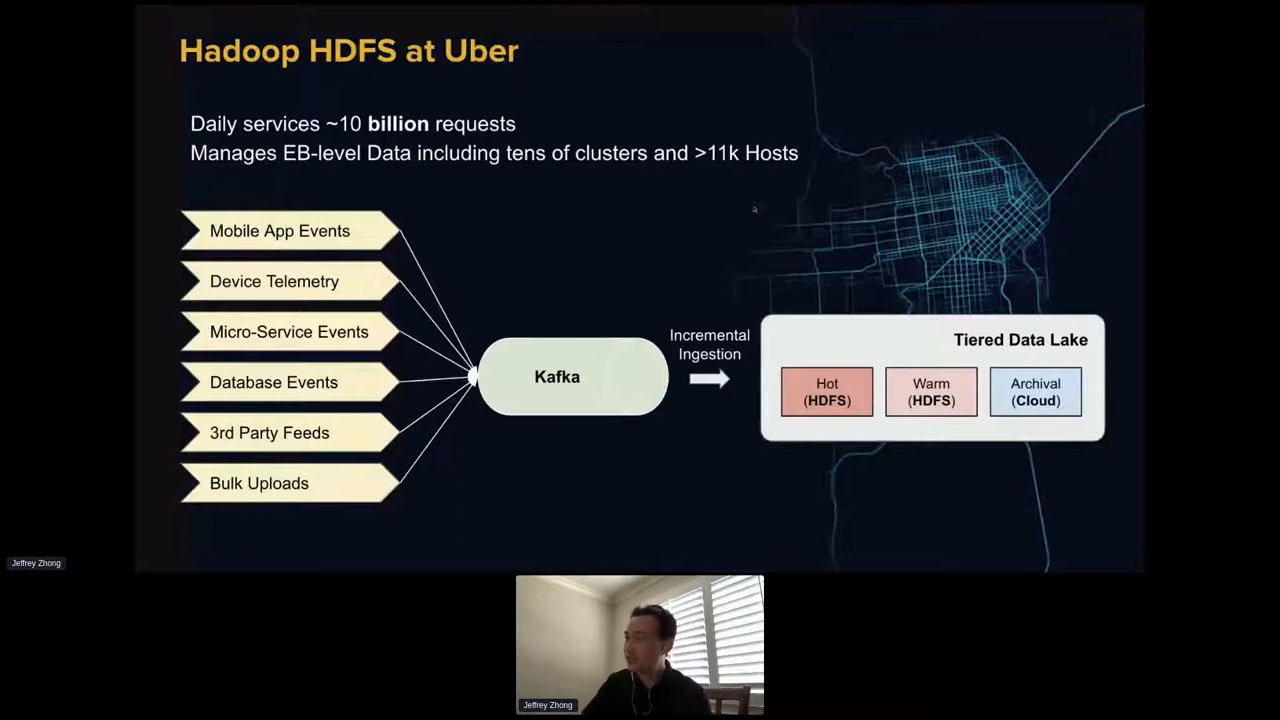 Hadoop HDFS at Uber
Daily services ~10 billion requests
Manages EB-level Data including tens of clusters and >11k Hosts
Mobile App Events
Device Telemetry
Micro-Service Events
Database Events
3rd Party Feeds
Bulk Uploads
Kafka
Incremental
Ingestion
Tiered Data Lake
Hot
(HDFS)
Warm
(HDFS)
Archival
(Cloud)
Jeffrey Zhong
Jeffrey Zhong